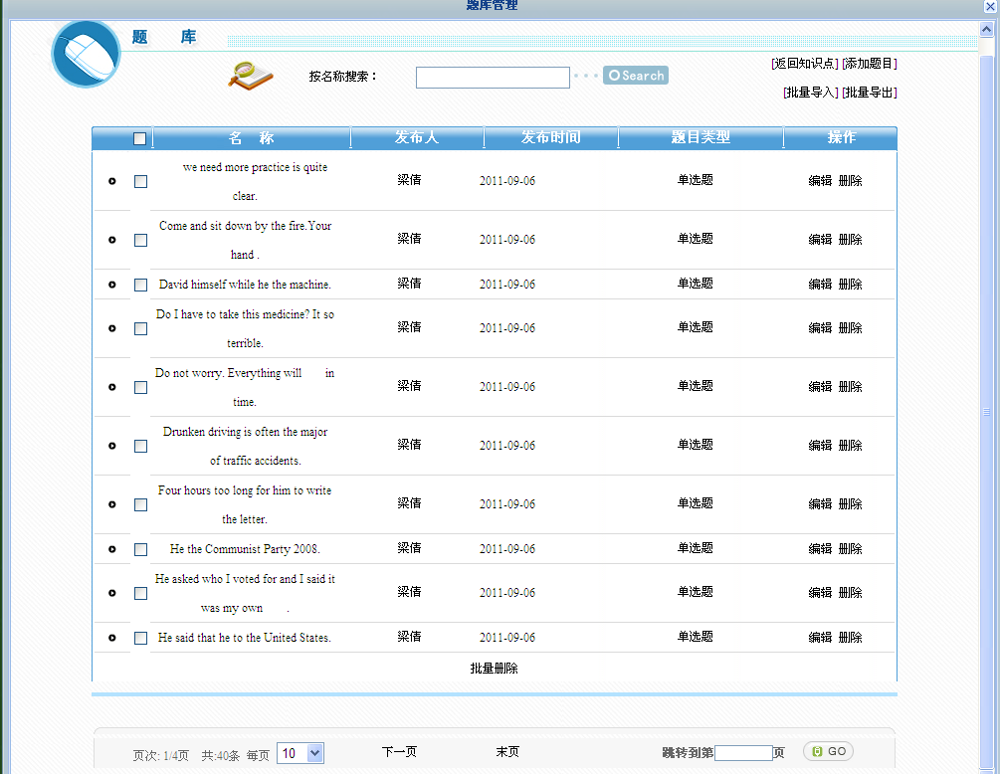 题库管理
题 库
[返回知识点] [添加题目]
按名称搜索：
Search
[批量导入] [批量导出]
名 称 发布人 发布时间 题目类型 操作
we need more practice is quite
clear.
梁倩 2011-09-06 单选题 编辑 删除
Come and sit down by the fire.Your
hand .
梁倩 2011-09-06 单选题 编辑 删除
David himself while he the machine. 梁倩 2011-09-06 单选题 编辑 删除
Do I have to take this medicine? It so
terrible.
梁倩 2011-09-06 单选题 编辑 删除
Do not worry. Everything will in
time.
梁倩 2011-09-06 单选题 编辑 删除
Drunken driving is often the major
of traffic accidents.
梁倩 2011-09-06 单选题 编辑 删除
Four hours too long for him to write
the letter.
梁倩 2011-09-06 单选题 编辑 删除
He the Communist Party 2008. 梁倩 2011-09-06 单选题 编辑 删除
He asked who I voted for and I said it
was my own .
梁倩 2011-09-06 单选题 编辑 删除
He said that he to the United States. 梁倩 2011-09-06 单选题 编辑 删除
批量删除
页次: 1/4页 共:40条 每页 10 下一页 末页 跳转到第 页 GO